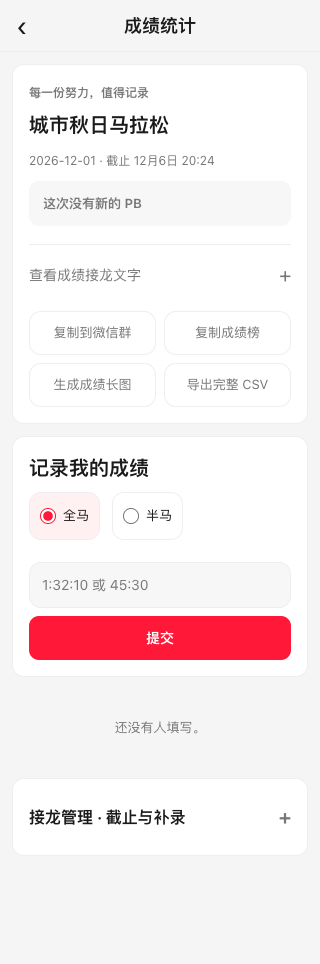 成绩统计
每一份努力，值得记录
城市秋日马拉松
2026-12-01 · 截止 12月6日 20:24
这次没有新的 PB
查看成绩接龙文字
复制到微信群
复制成绩榜
生成成绩长图
导出完整 CSV
记录我的成绩
全马
半马
1:32:10 或 45:30
提交
还没有人填写。
接龙管理 · 截止与补录